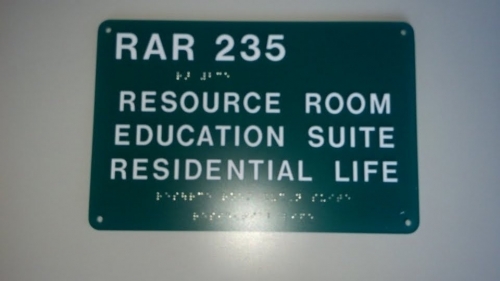 RAR 235
RESOURCE ROOM
EDUCATION SUITE
RESIDENTIAL LIFE